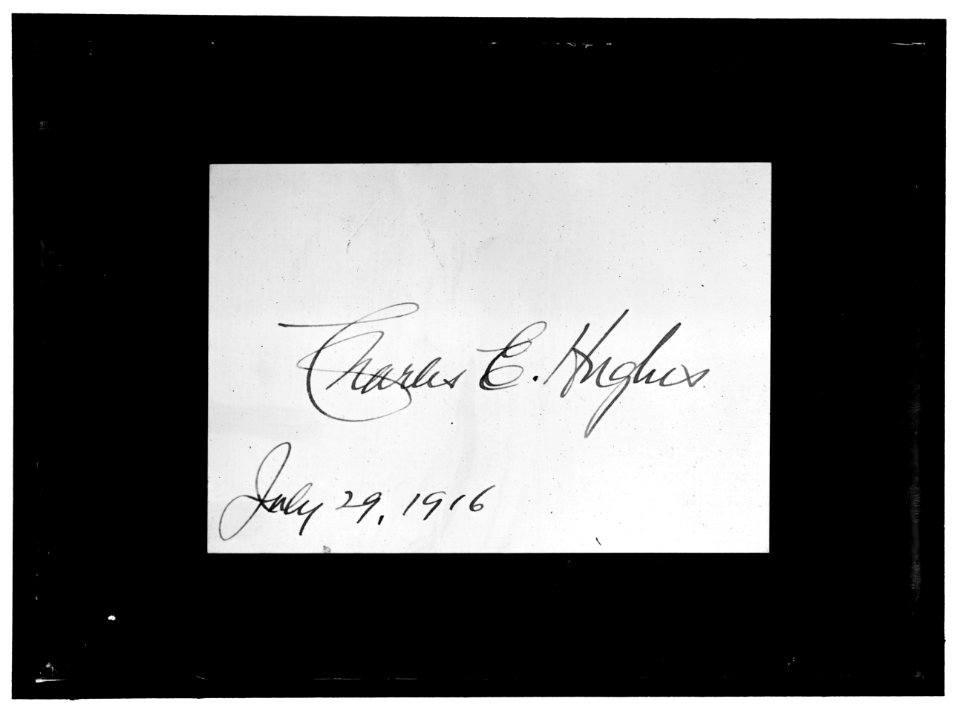 Charles E. Hughes
July 29, 1916